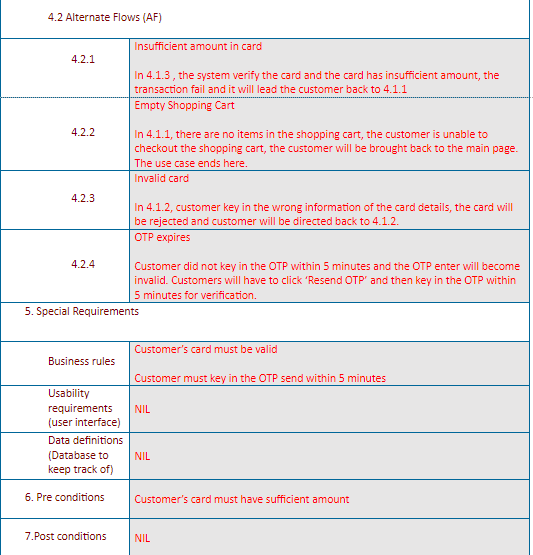 4.2 Alternate Flows (AF)
4.2.1
Insufficient amount in card
In 4.1.3 , the system verify the card and the card has insufficient amount, the
transaction fail and it will lead the customer back to 4.1.1
4.2.2
Empty Shopping Cart
In 4.1.1, there are no items in the shopping cart, the customer is unable to
checkout the shopping cart, the customer will be brought back to the main page.
The use case ends here.
4.2.3
Invalid card
In 4.1.2, customer key in the wrong information of the card details, the card will
be rejected and customer will be directed back to 4.1.2.
4.2.4
OTP expires
Customer did not key in the OTP within 5 minutes and the OTP enter will become
invalid. Customers will have to click 'Resend OTP' and then key in the OTP within
5 minutes for verification.
5. Special Requirements
Business rules
Customer's card must be valid
Customer must key in the OTP send within 5 minutes
Usability
requirements
(user interface)
NIL
Data definitions
(Database to
keep track of)
NIL
6. Pre conditions
Customer's card must have sufficient amount
7.Post conditions
NIL